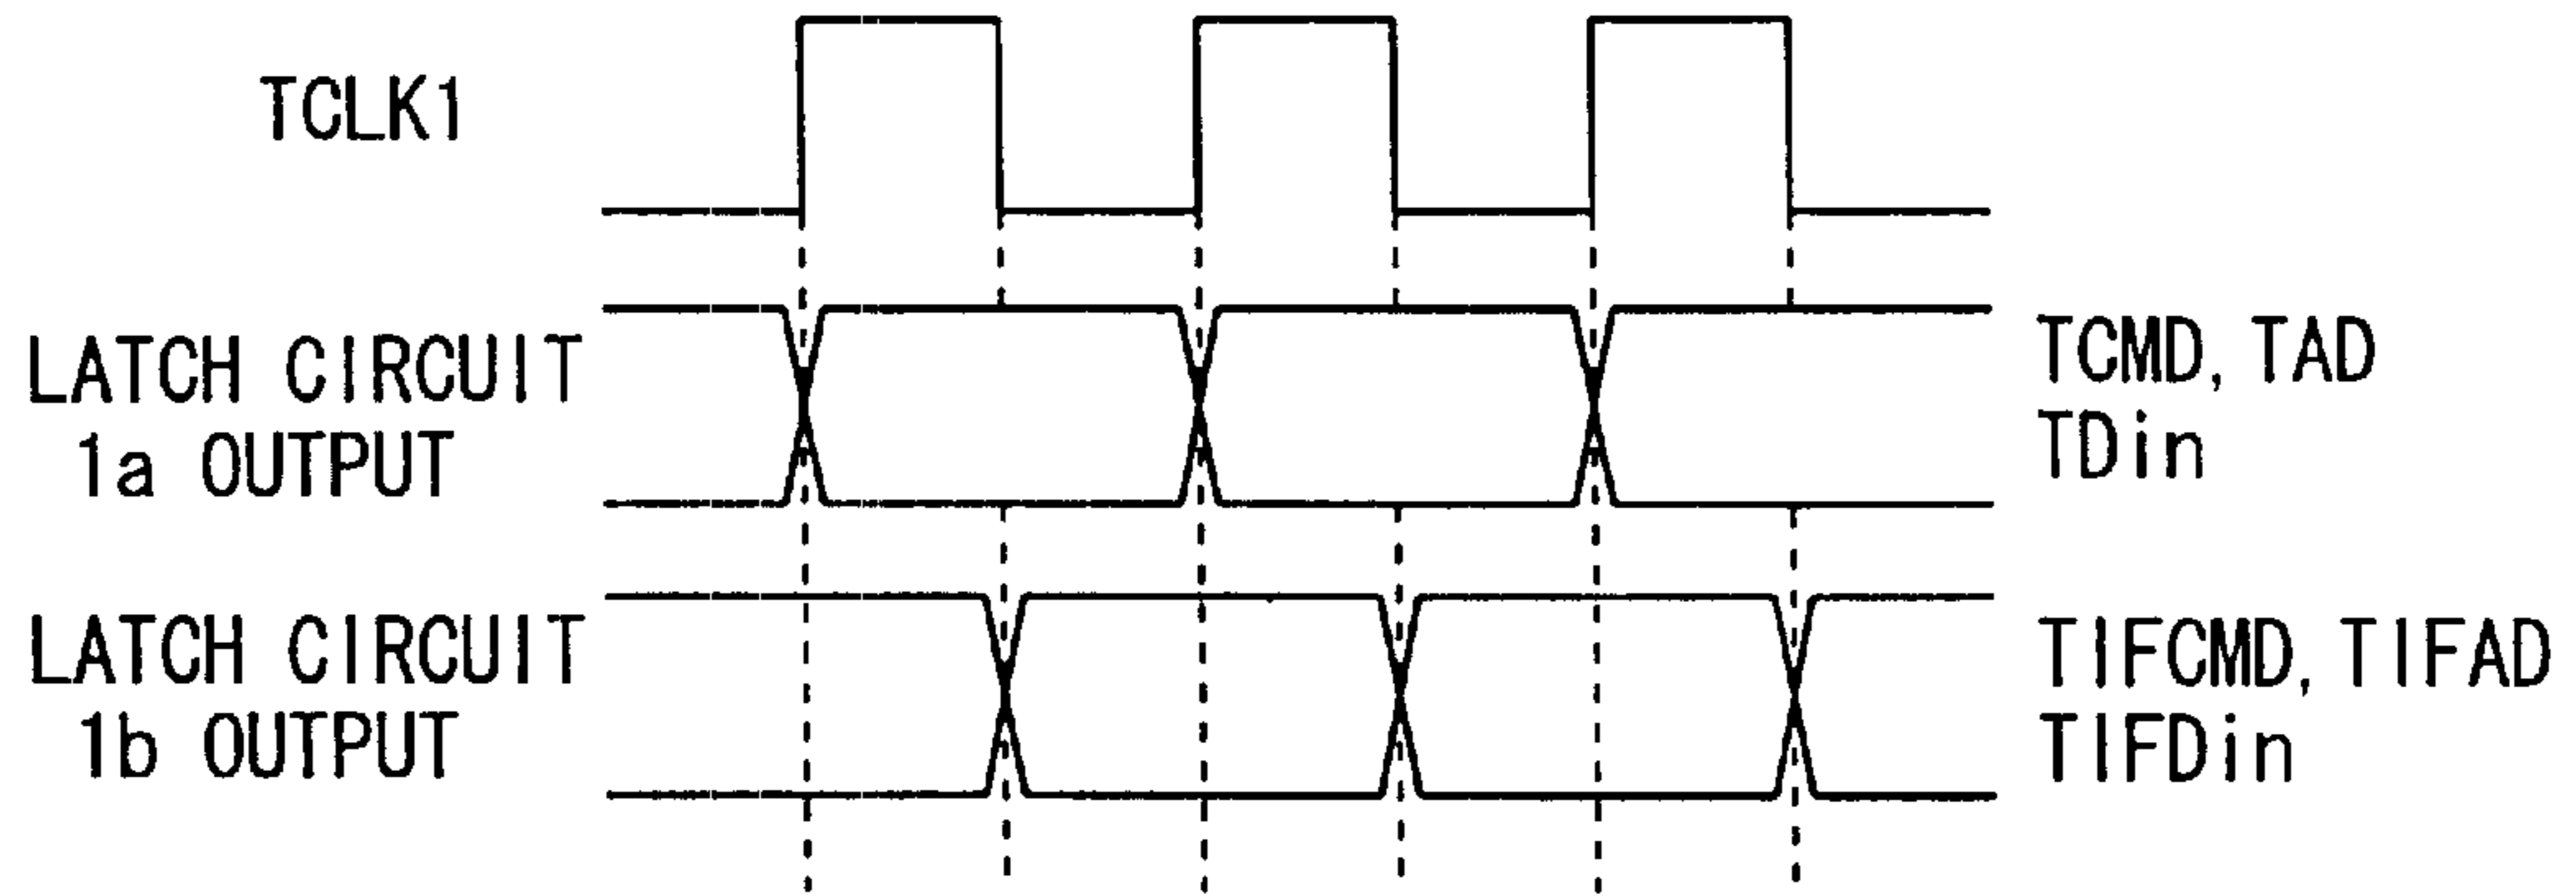 TCLK1
LATCH CIRCUIT
1a OUTPUT
TCMD, TAD
TDin
LATCH CIRCUIT
1b OUTPUT
TIFCMD, TIFAD
TIFDin